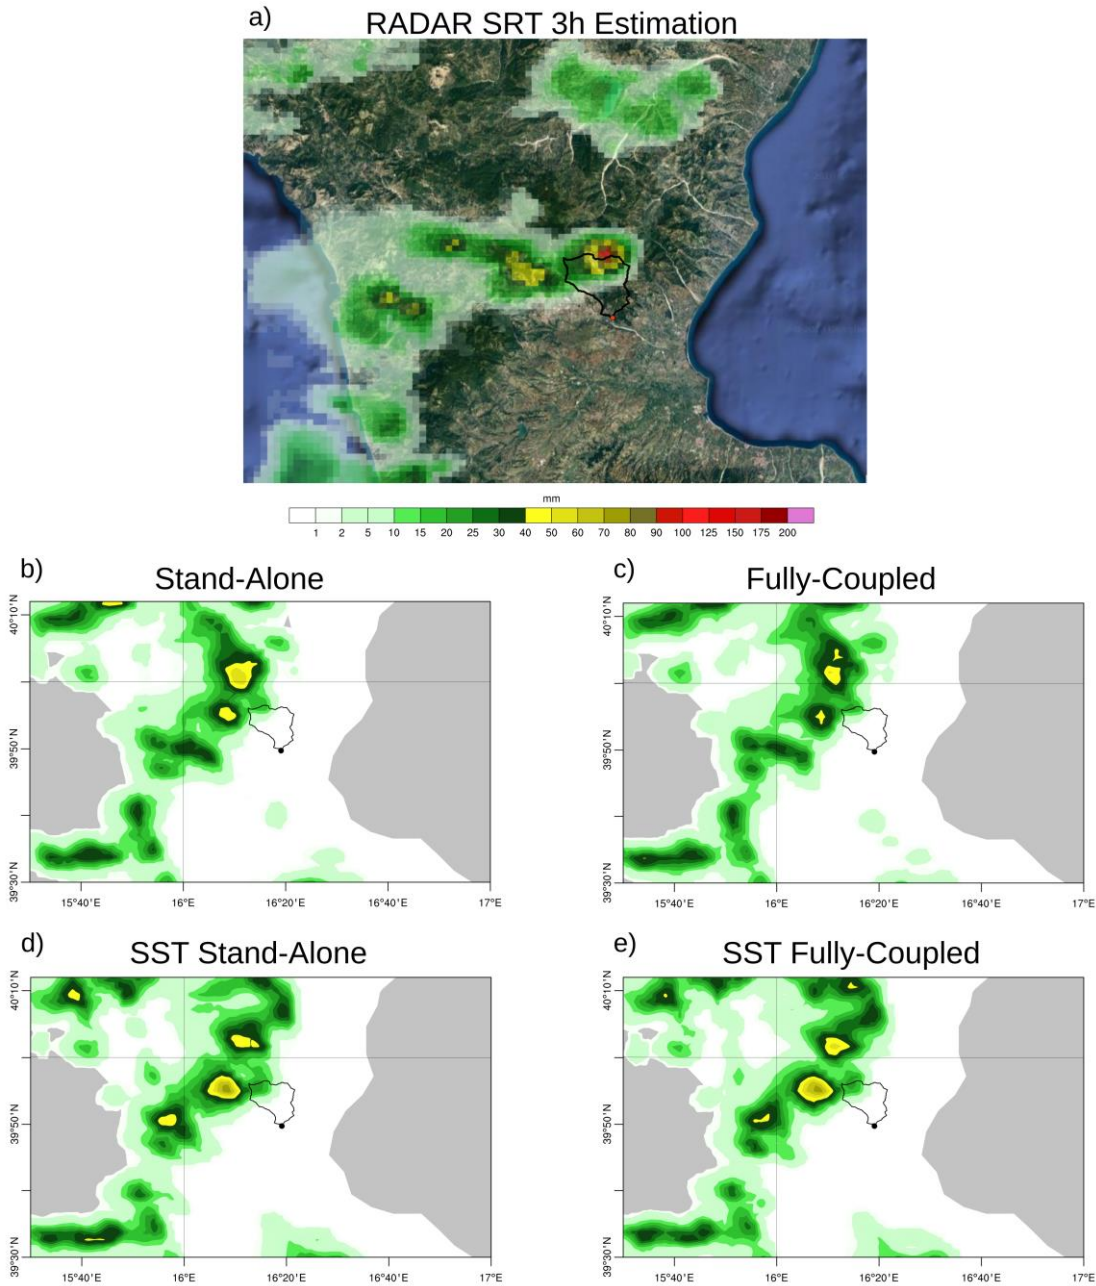 a)
RADAR SRT 3h Estimation
mm
1 2 5 10 15 20 25 30 40 50 60 70 80 90 100 125 150 175 200
b)
Stand-Alone
40°10'N
39°50'N
39°30'N
15°40'E 16°E 16°20'E 16°40'E 17°E
c)
Fully-Coupled
40°10'N
39°50'N
39°30'N
15°40'E 16°E 16°20'E 16°40'E 17°E
d)
SST Stand-Alone
40°10'N
39°50'N
39°30'N
15°40'E 16°E 16°20'E 16°40'E 17°E
e)
SST Fully-Coupled
40°10'N
39°50'N
39°30'N
15°40'E 16°E 16°20'E 16°40'E 17°E